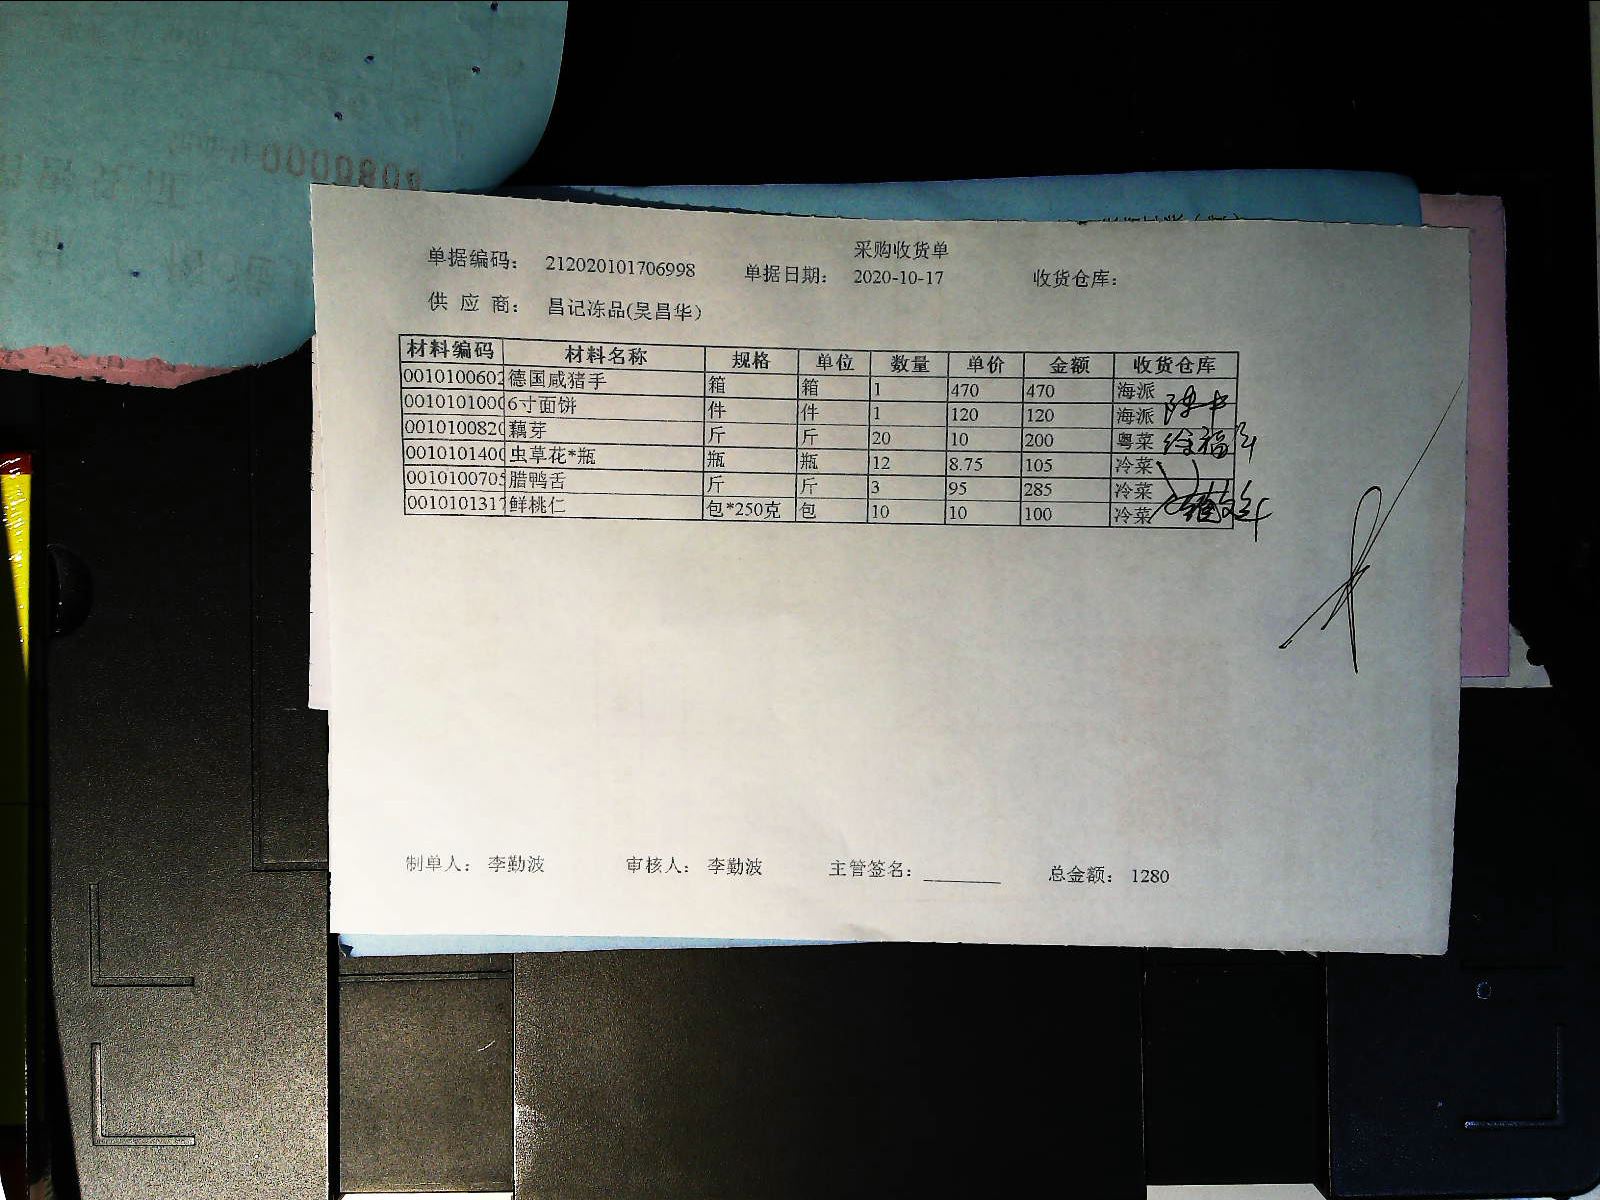 采购收货单
单据编码： 212020101706998 单据日期： 2020-10-17 收货仓库：
供 应 商： 昌记冻品(吴昌华）
材料编码 材料名称 规格 单位 数量 单价 金额 收货仓库
0010100602 德国咸猪手 箱 箱 1 470 470 海派
001010100 6寸面饼 件 件 1 120 120 海派
001010082 藕芽 斤 斤 20 10 200 粤菜
001010140 虫草花*瓶 瓶 瓶 12 8.75 105 冷菜
001010070 腊鸭舌 斤 斤 3 95 285 冷菜
001010131 鲜桃仁 包*250克 包 10 10 100 冷菜
制单人： 李勤波 审核人： 李勤波 主管签名：________ 总金额： 1280